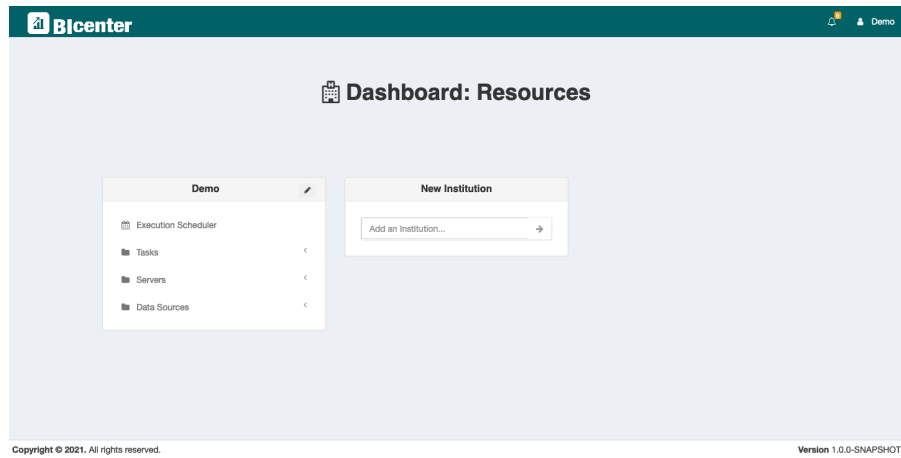 BIcenter
0
Demo
Dashboard: Resources
Demo
Execution Scheduler
Tasks
Servers
Data Sources
New Institution
Add an Institution...
Copyright © 2021. All rights reserved.
Version 1.0.0-SNAPSHOT